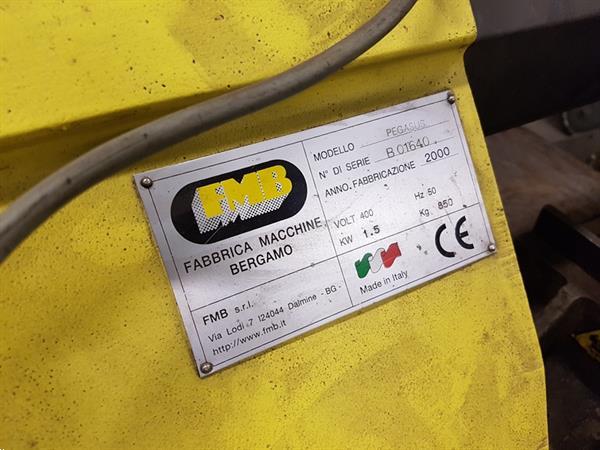 FMB
FABBRICA MACCHINE
BERGAMO
FMB s.r.l.
Via Lodi 7 I24044 Dalmine - BG -
http://www.fmb.it
MODELLO PEGASUS
N° DI SERIE B 01640
ANNO. FABBRICAZIONE 2000
VOLT 400 Hz 50
KW 1.5 Kg. 850
Made in Italy
CE